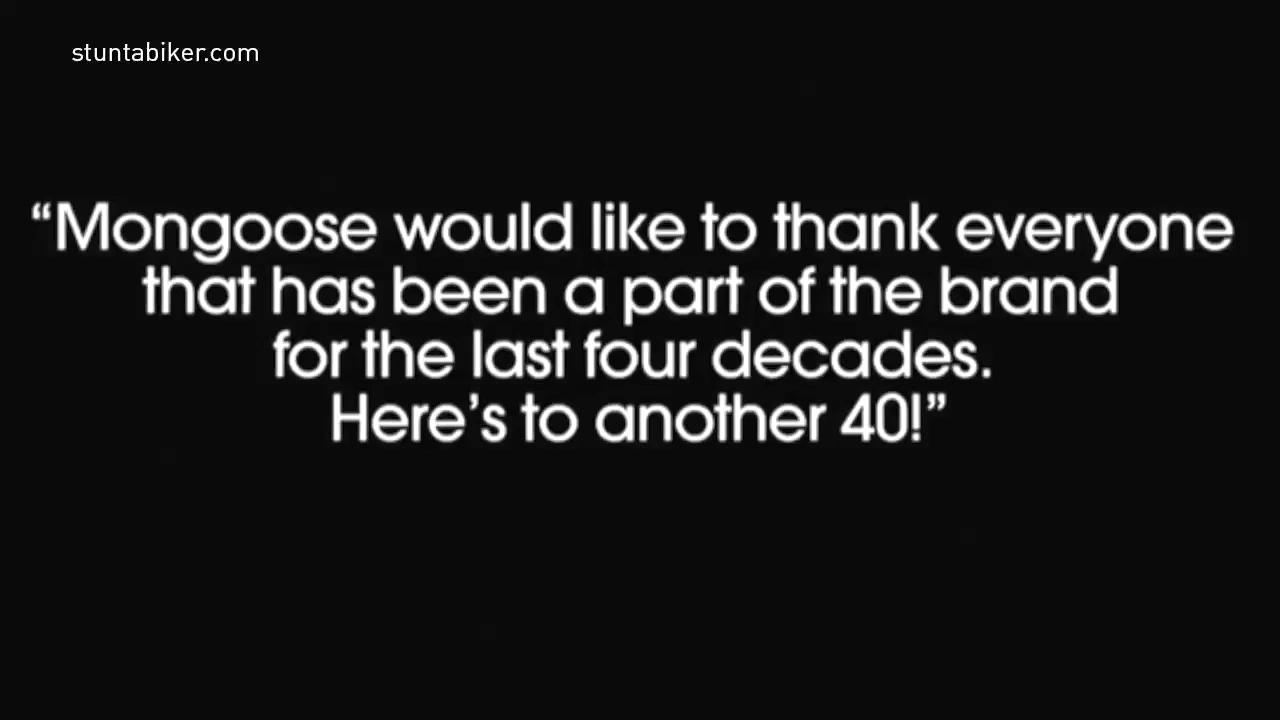 stuntabiker.com
“Mongoose would like to thank everyone
that has been a part of the brand
for the last four decades.
Here’s to another 40!”